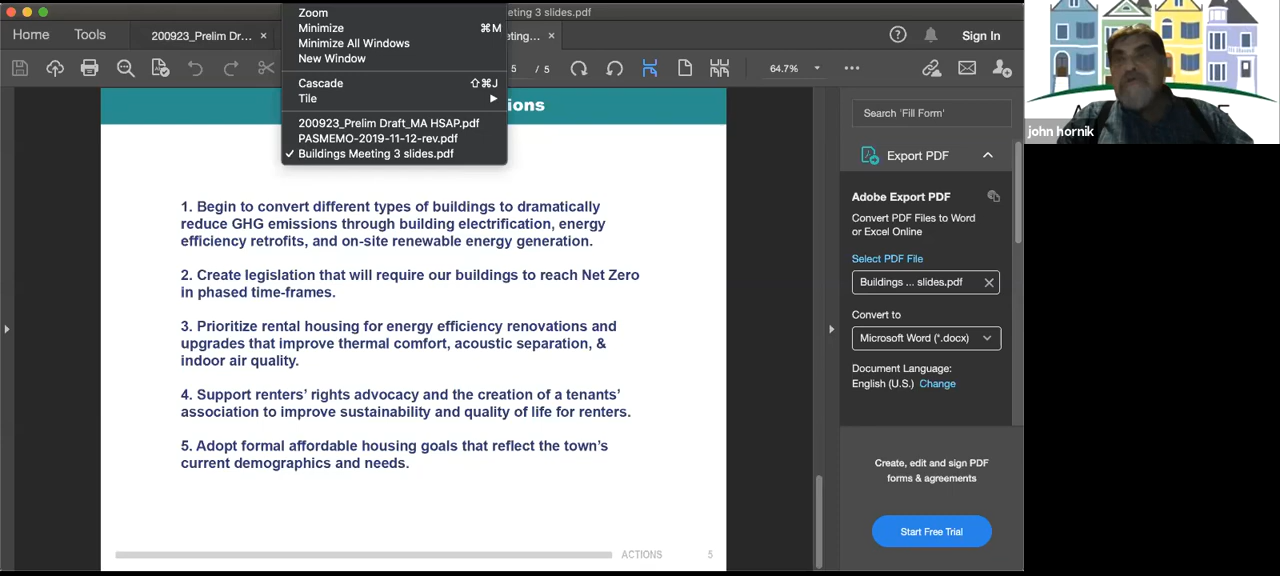 Zoom
Minimize ⌘M
Minimize All Windows
New Window
Cascade ⇧⌘J
Tile
200923_Prelim Draft_MA HSAP.pdf
PASMEMO-2019-11-12-rev.pdf
✓ Buildings Meeting 3 slides.pdf
eting 3 slides.pdf
Home Tools 200923_Prelim Dr... × ng... × Sign In
5 / 5 64.7%
ions
1. Begin to convert different types of buildings to dramatically
reduce GHG emissions through building electrification, energy
efficiency retrofits, and on-site renewable energy generation.
2. Create legislation that will require our buildings to reach Net Zero
in phased time-frames.
3. Prioritize rental housing for energy efficiency renovations and
upgrades that improve thermal comfort, acoustic separation, &
indoor air quality.
4. Support renters' rights advocacy and the creation of a tenants'
association to improve sustainability and quality of life for renters.
5. Adopt formal affordable housing goals that reflect the town's
current demographics and needs.
ACTIONS 5
Search 'Fill Form'
Export PDF
Adobe Export PDF
Convert PDF Files to Word
or Excel Online
Select PDF File
Buildings ... slides.pdf
Convert to
Microsoft Word (*.docx)
Document Language:
English (U.S.) Change
Create, edit and sign PDF
forms & agreements
Start Free Trial
john hornik